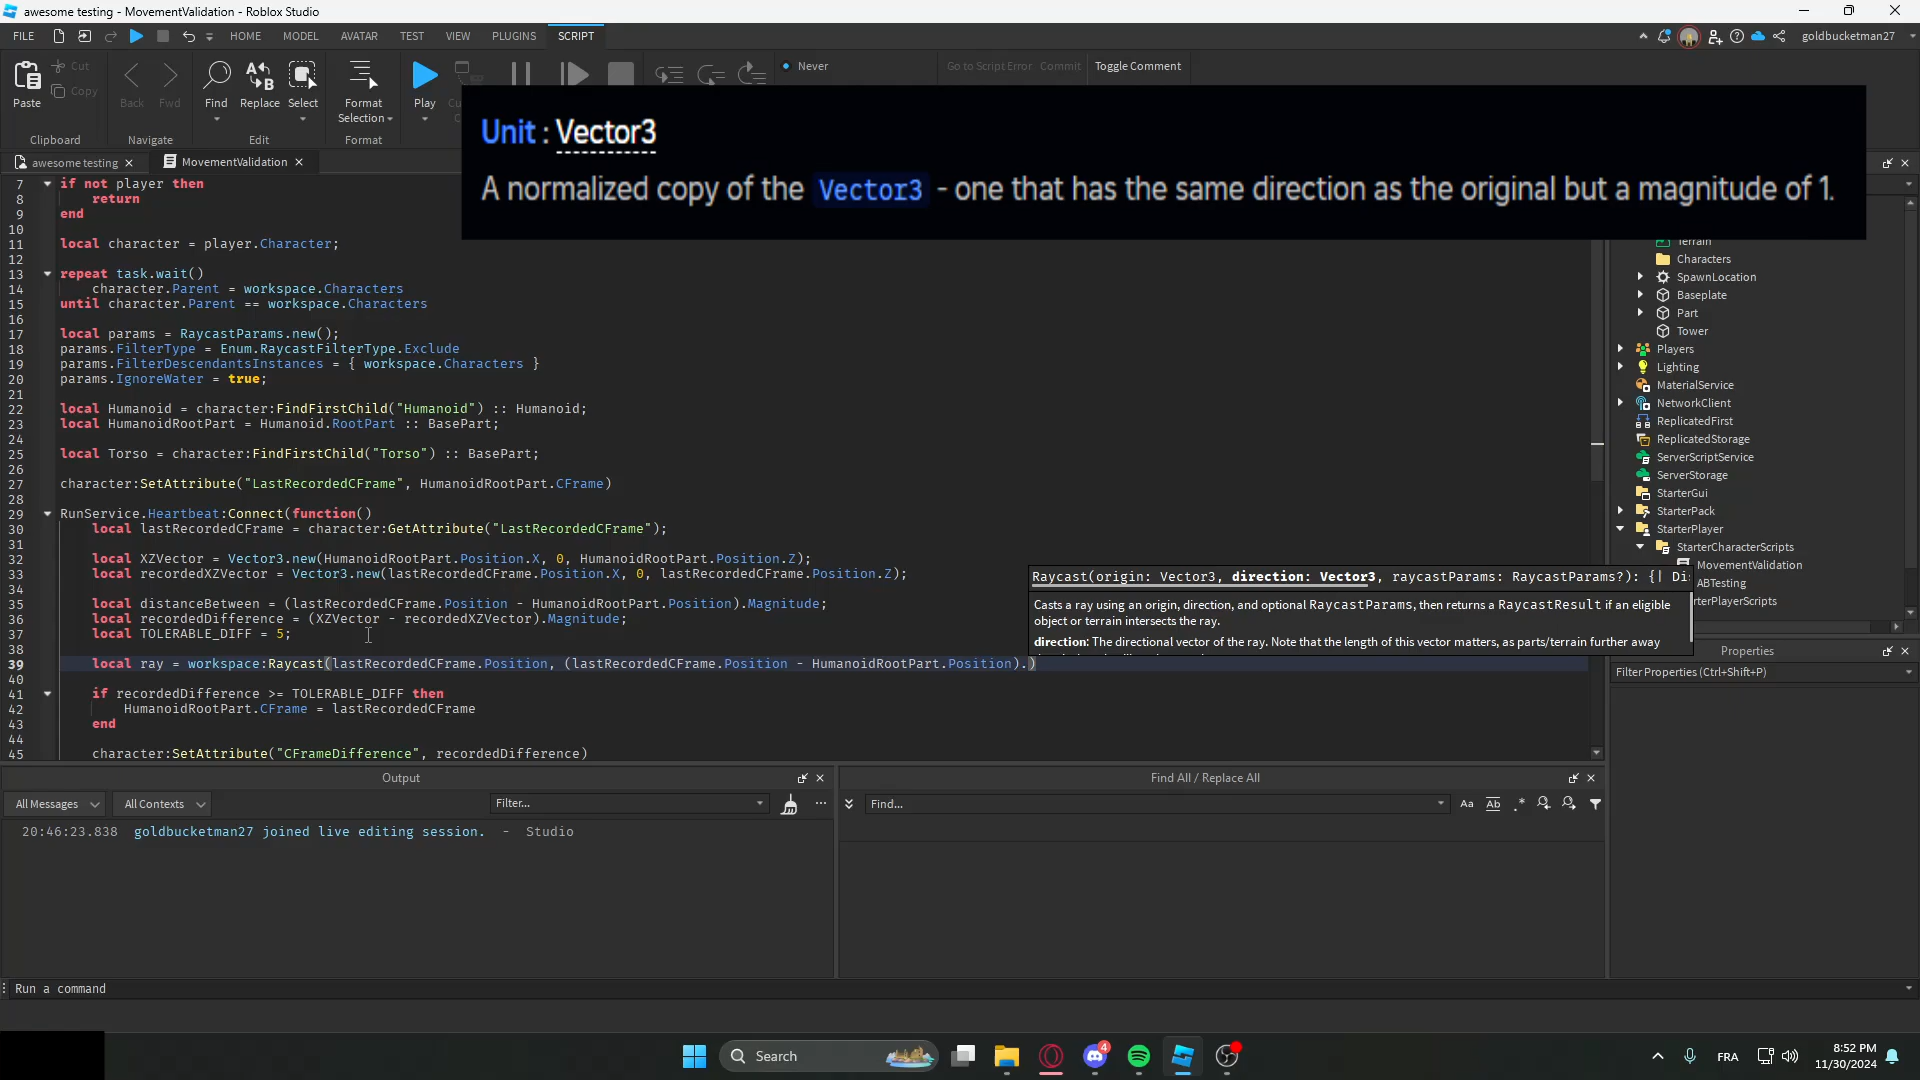 awesome testing - MovementValidation - Roblox Studio
FILE HOME MODEL AVATAR TEST VIEW PLUGINS SCRIPT goldbucketman27
Paste Cut Copy Back Fwd Find Replace Select Format Selection Play Never Go to Script Error Commit Toggle Comment
Clipboard Navigate Edit Format
Unit : Vector3
A normalized copy of the Vector3 - one that has the same direction as the original but a magnitude of 1.
awesome testing MovementValidation
7 if not player then
8 return
9 end
10
11 local character = player.Character;
12
13 repeat task.wait()
14 character.Parent = workspace.Characters
15 until character.Parent == workspace.Characters
16
17 local params = RaycastParams.new();
18 params.FilterType = Enum.RaycastFilterType.Exclude
19 params.FilterDescendantsInstances = { workspace.Characters }
20 params.IgnoreWater = true;
21
22 local Humanoid = character:FindFirstChild("Humanoid") :: Humanoid;
23 local HumanoidRootPart = Humanoid.RootPart :: BasePart;
24
25 local Torso = character:FindFirstChild("Torso") :: BasePart;
26
27 character:SetAttribute("LastRecordedCFrame", HumanoidRootPart.CFrame)
28
29 RunService.Heartbeat:Connect(function()
30 local lastRecordedCFrame = character:GetAttribute("LastRecordedCFrame");
31
32 local XZVector = Vector3.new(HumanoidRootPart.Position.X, 0, HumanoidRootPart.Position.Z);
33 local recordedXZVector = Vector3.new(lastRecordedCFrame.Position.X, 0, lastRecordedCFrame.Position.Z);
34
35 local distanceBetween = (lastRecordedCFrame.Position - HumanoidRootPart.Position).Magnitude;
36 local recordedDifference = (XZVector - recordedXZVector).Magnitude;
37 local TOLERABLE_DIFF = 5;
38
39 local ray = workspace:Raycast(lastRecordedCFrame.Position, (lastRecordedCFrame.Position - HumanoidRootPart.Position).)
40
41 if recordedDifference >= TOLERABLE_DIFF then
42 HumanoidRootPart.CFrame = lastRecordedCFrame
43 end
44
45 character:SetAttribute("CFrameDifference", recordedDifference)
Raycast(origin: Vector3, direction: Vector3, raycastParams: RaycastParams?): {| Di
Casts a ray using an origin, direction, and optional RaycastParams, then returns a RaycastResult if an eligible
object or terrain intersects the ray.
direction: The directional vector of the ray. Note that the length of this vector matters, as parts/terrain further away
Terrain
Characters
SpawnLocation
Baseplate
Part
Tower
Players
Lighting
MaterialService
NetworkClient
ReplicatedFirst
ReplicatedStorage
ServerScriptService
ServerStorage
StarterGui
StarterPack
StarterPlayer
StarterCharacterScripts
MovementValidation
ABTesting
rterPlayerScripts
Properties
Filter Properties (Ctrl+Shift+P)
Output
All Messages All Contexts Filter...
20:46:23.838 goldbucketman27 joined live editing session. - Studio
Find All / Replace All
Find... Aa Ab .*
Run a command
Search 4 FRA 8:52 PM
11/30/2024